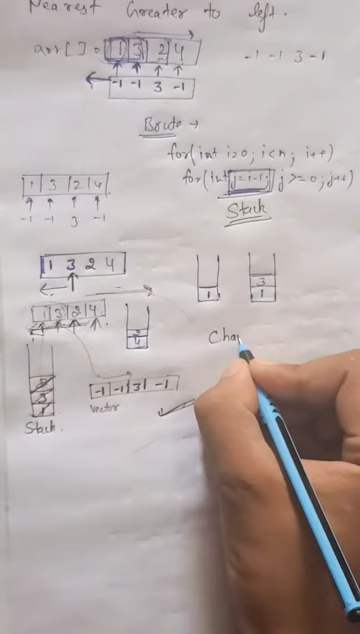 Nearest Greater to left.
arr[] = 1 3 2 4
-1 -1 3 -1
-1 -1 3 -1
Brute →
for(int i=0; i<n; i++)
for(int j=i-1; j>=0; j++)
Stack
1 3 2 4
-1 -1 3 -1
1 3 2 4
1
3
1
1 3 2 4
2
4
3
1
-1 -1 3 -1
vector
Stack.
Cha